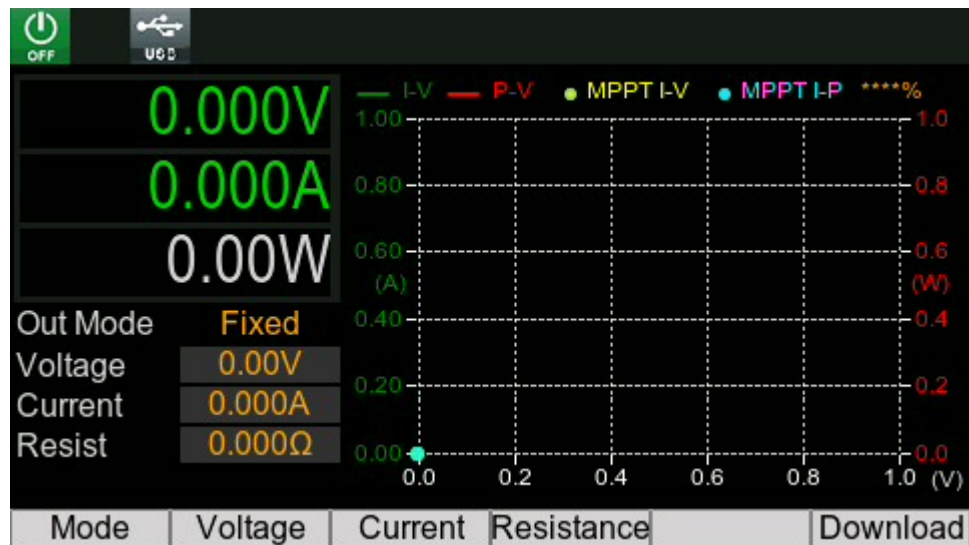 OFF USB
0.000V
0.000A
0.00W
Out Mode Fixed
Voltage 0.00V
Current 0.000A
Resist 0.000Ω
I-V P-V MPPT I-V MPPT I-P ****%
1.00 1.0
0.80 0.8
0.60 0.6
(A) (W)
0.40 0.4
0.20 0.2
0.00 0.0
0.0 0.2 0.4 0.6 0.8 1.0 (V)
Mode Voltage Current Resistance Download